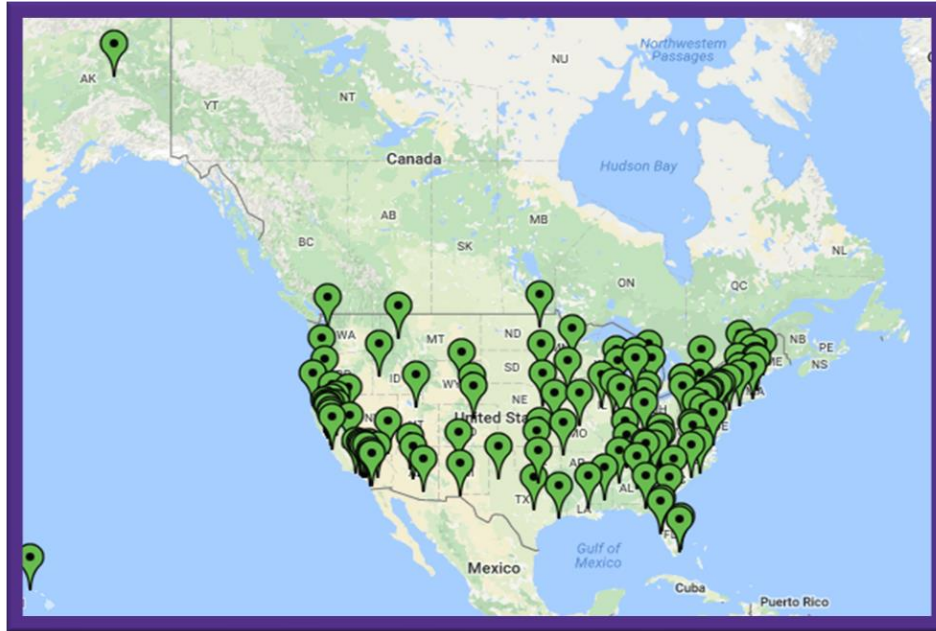 Northwestern
Passages
NU
AK
NT
YT
Canada
Hudson Bay
AB
MB
BC
SK
NL
ON
QC
WA
MT
ND
NB
PE
ME
NS
ID
SD
WY
NE
United Sta
MO
TX
AL
LA
Gulf of
Mexico
Mexico
Cuba
Puerto Rico